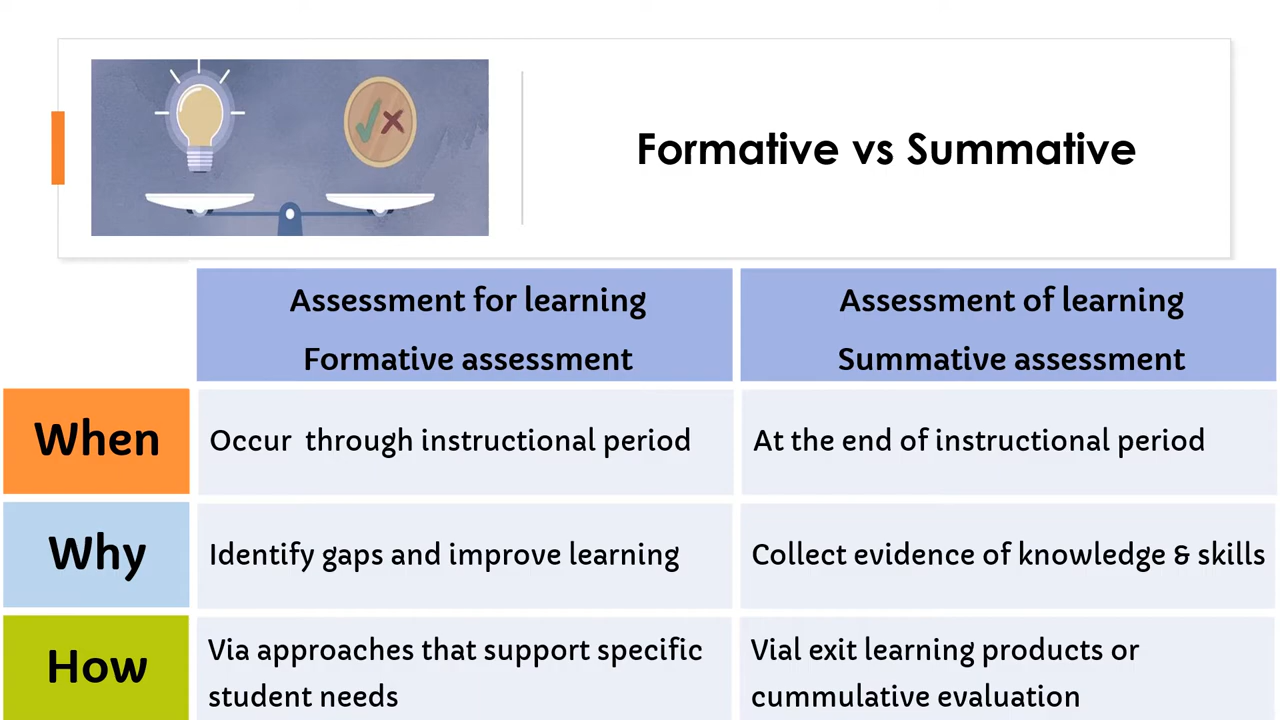 Formative vs Summative
Assessment for learning
Formative assessment
Assessment of learning
Summative assessment
When
Occur through instructional period
At the end of instructional period
Why
Identify gaps and improve learning
Collect evidence of knowledge & skills
How
Via approaches that support specific
student needs
Vial exit learning products or
cummulative evaluation